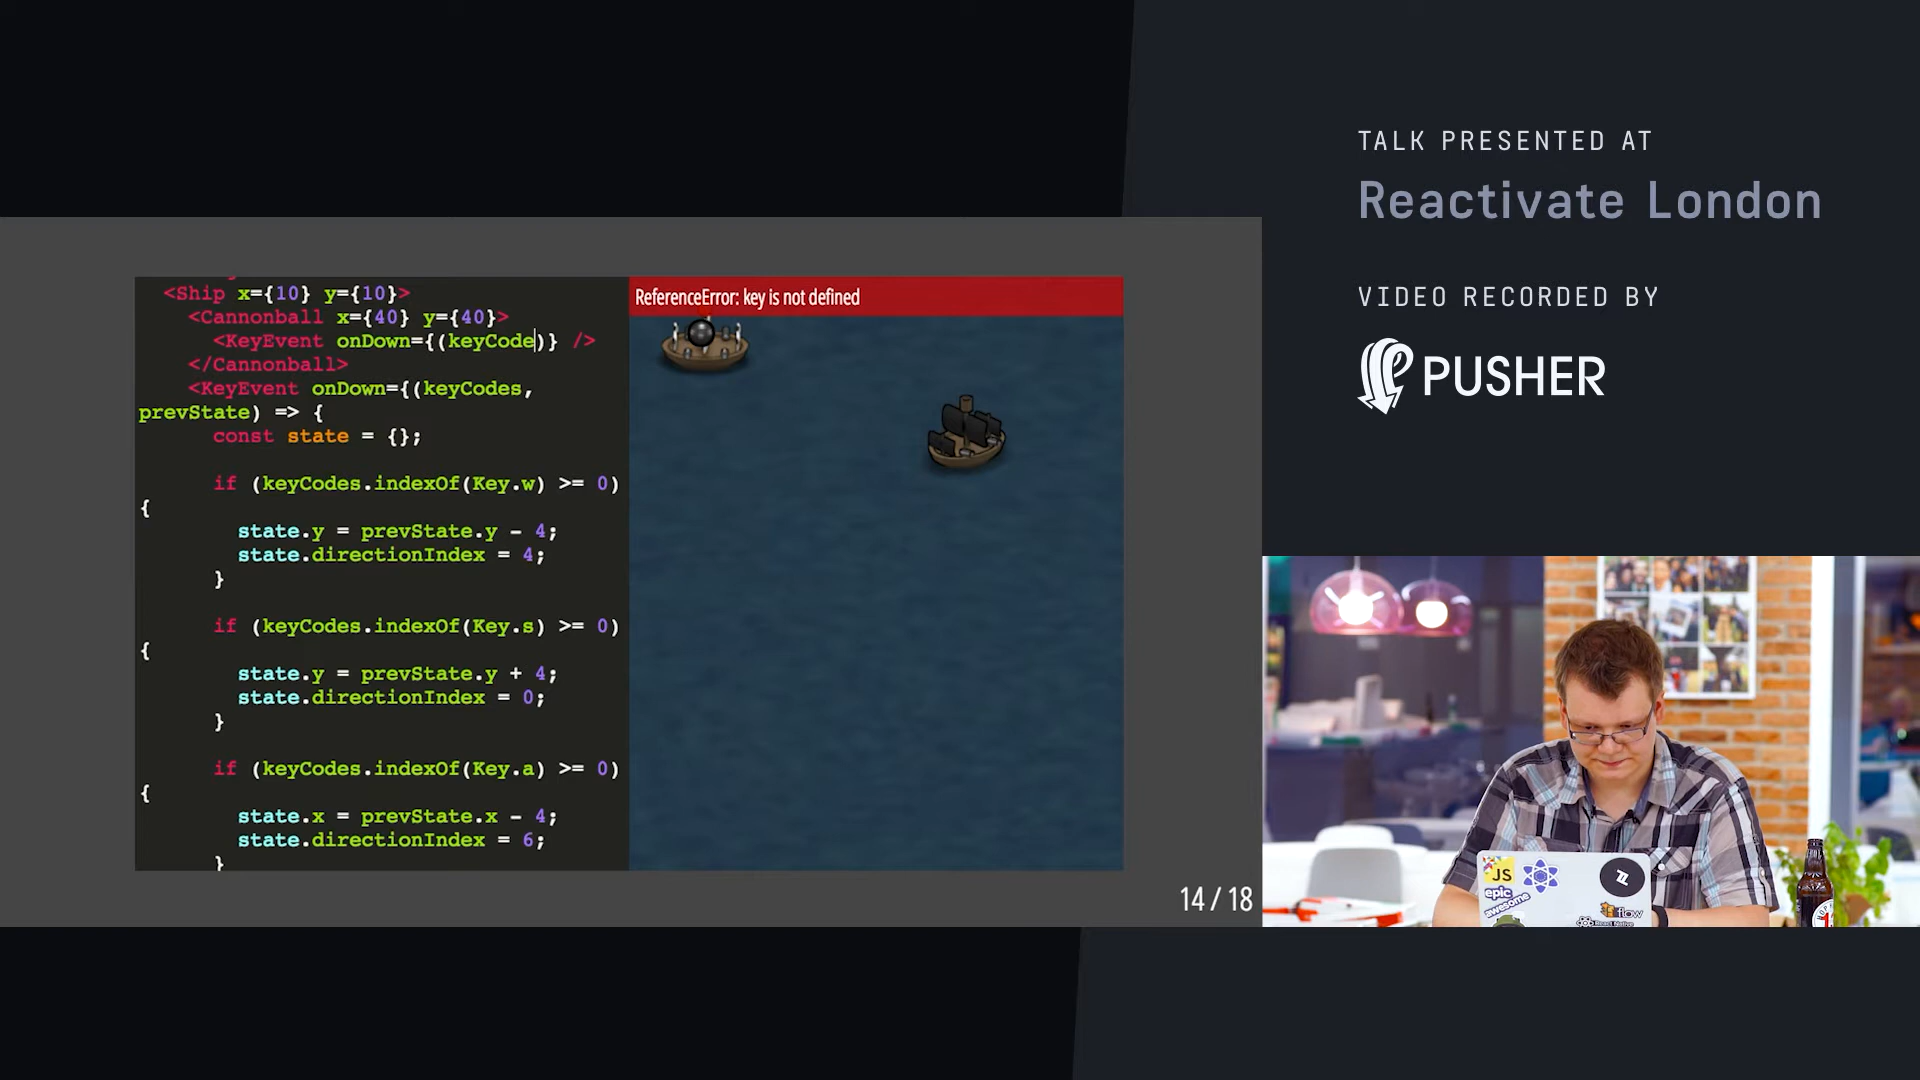 TALK PRESENTED AT
Reactivate London
VIDEO RECORDED BY
PUSHER
<Ship x={10} y={10}>
<Cannonball x={40} y={40}>
<KeyEvent onDown={(keyCode)} />
</Cannonball>
<KeyEvent onDown={(keyCodes,
prevState) => {
const state = {};
if (keyCodes.indexOf(Key.w) >= 0)
{
state.y = prevState.y - 4;
state.directionIndex = 4;
}
if (keyCodes.indexOf(Key.s) >= 0)
{
state.y = prevState.y + 4;
state.directionIndex = 0;
}
if (keyCodes.indexOf(Key.a) >= 0)
{
state.x = prevState.x - 4;
state.directionIndex = 6;
}
ReferenceError: key is not defined
14 / 18
JS
epic
awesome
flow
React Native